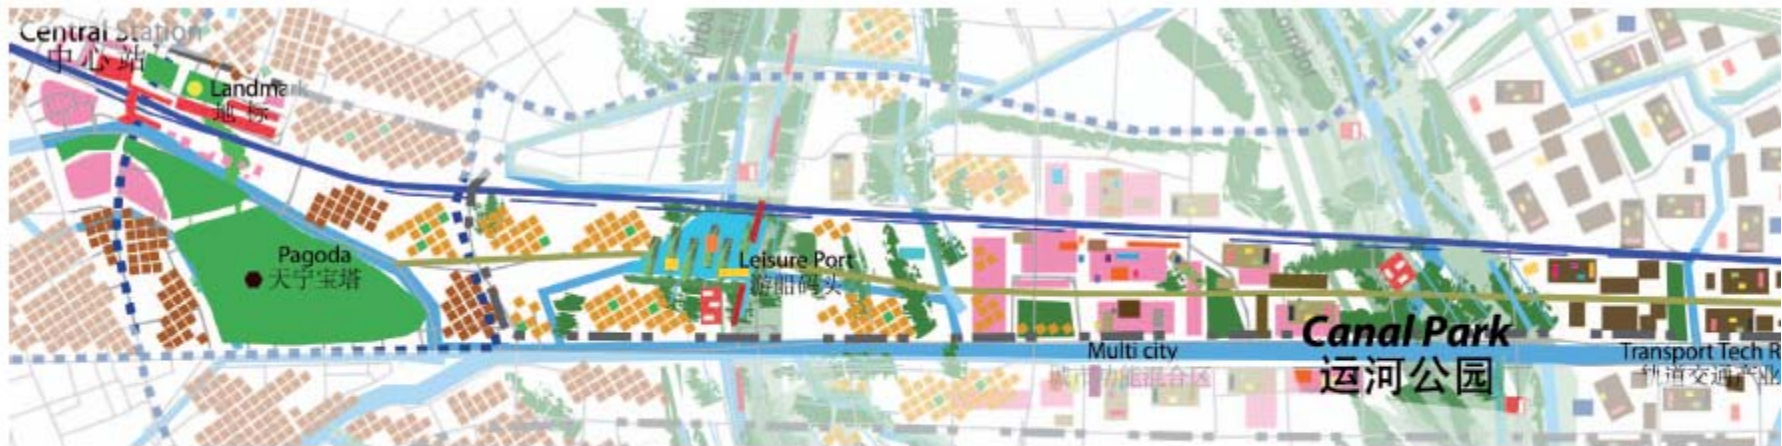 Central Station
中心站
Landmark
地标
Pagoda
天宁宝塔
Leisure Port
游船码头
Multi city
城市功能混合区
Canal Park
运河公园
Transport Tech R
轨道交通产业